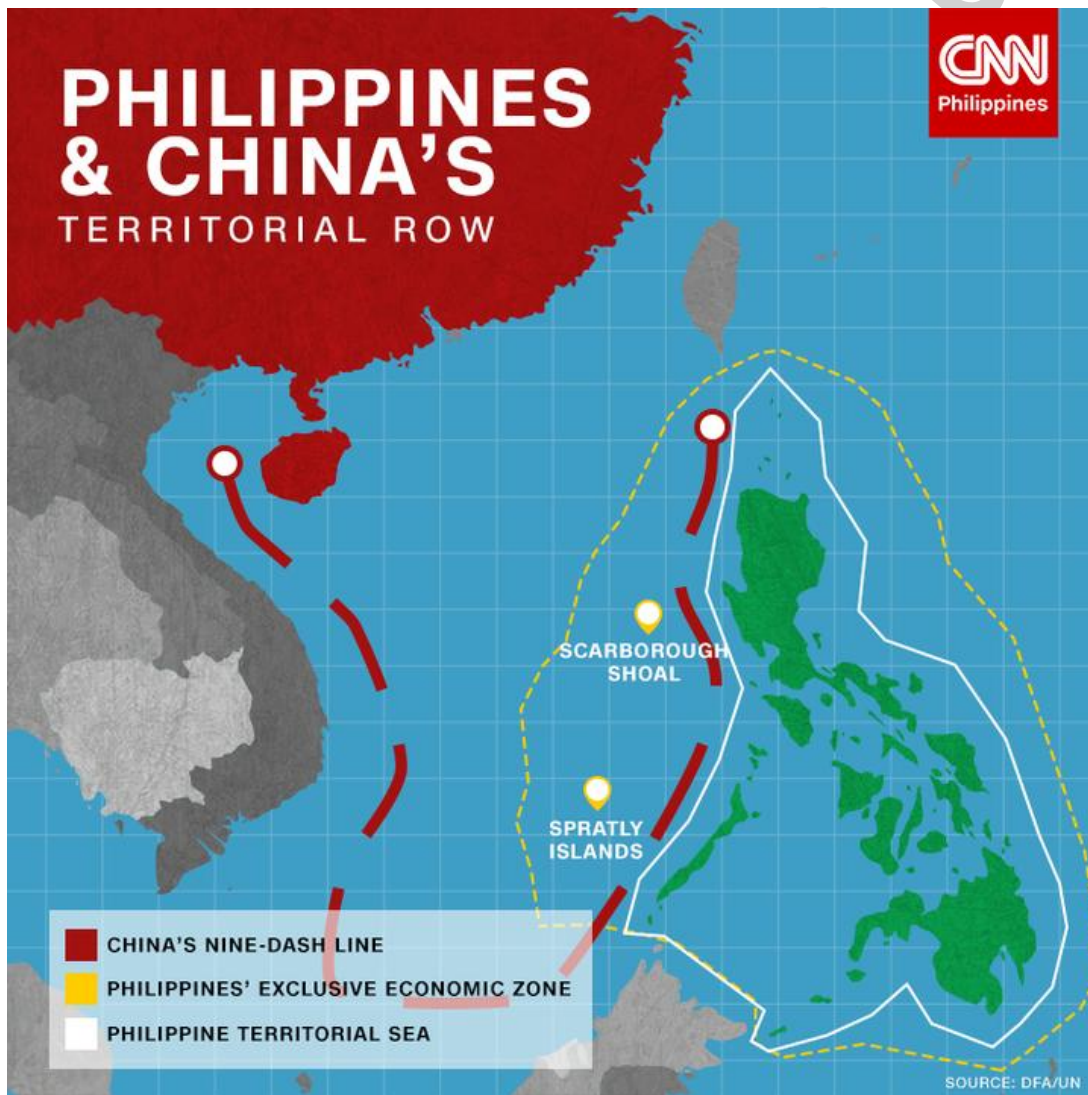 PHILIPPINES
& CHINA'S
TERRITORIAL ROW
CNN
Philippines
SCARBOROUGH
SHOAL
SPRATLY
ISLANDS
CHINA'S NINE-DASH LINE
PHILIPPINES' EXCLUSIVE ECONOMIC ZONE
PHILIPPINE TERRITORIAL SEA
SOURCE: DFA/UN